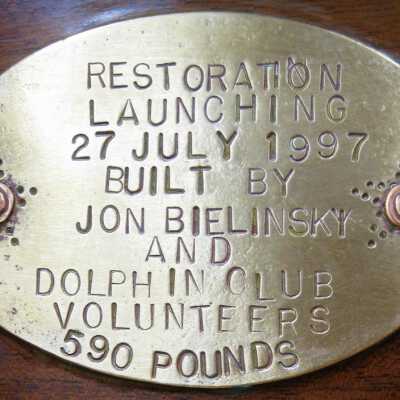 RESTORATION
LAUNCHING
27 JULY 1997
BUILT BY
JON BIELINSKY
AND
DOLPHIN CLUB
VOLUNTEERS
590 POUNDS